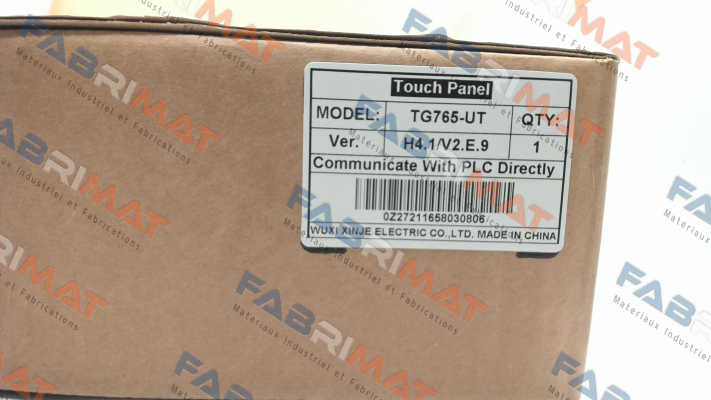 Touch Panel
MODEL: TG765-UT QTY:
Ver. H4.1/V2.E.9 1
Communicate With PLC Directly
0Z27211658030806
WUXI XINJE ELECTRIC CO.,LTD. MADE IN CHINA
FABRIMAT
Matériaux Industriel et Fabrications